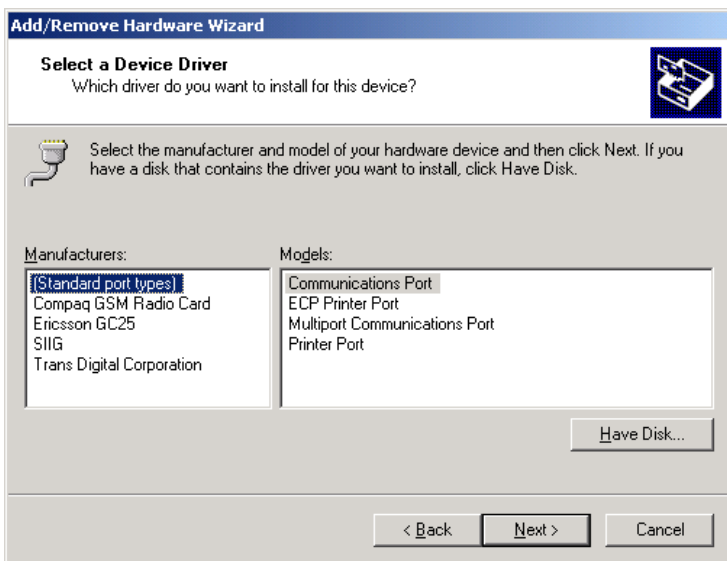 Add/Remove Hardware Wizard
Select a Device Driver
Which driver do you want to install for this device?
Select the manufacturer and model of your hardware device and then click Next. If you
have a disk that contains the driver you want to install, click Have Disk.
Manufacturers:
(Standard port types)
Compaq GSM Radio Card
Ericsson GC25
SIIG
Trans Digital Corporation
Models:
Communications Port
ECP Printer Port
Multiport Communications Port
Printer Port
Have Disk...
< Back
Next >
Cancel